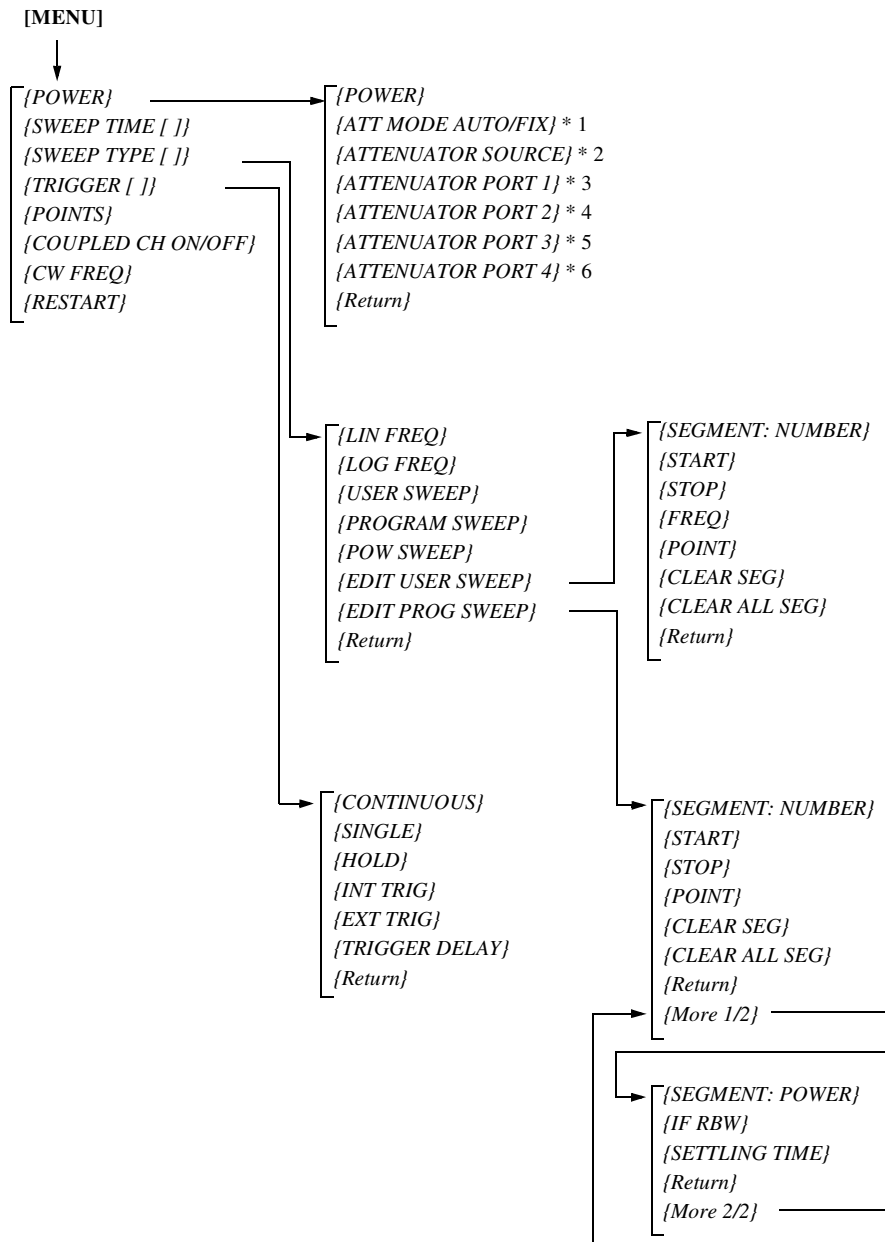 [MENU]
{POWER}
{SWEEP TIME [ ]}
{SWEEP TYPE [ ]}
{TRIGGER [ ]}
{POINTS}
{COUPLED CH ON/OFF}
{CW FREQ}
{RESTART}
{POWER}
{ATT MODE AUTO/FIX} * 1
{ATTENUATOR SOURCE} * 2
{ATTENUATOR PORT 1} * 3
{ATTENUATOR PORT 2} * 4
{ATTENUATOR PORT 3} * 5
{ATTENUATOR PORT 4} * 6
{Return}
{LIN FREQ}
{LOG FREQ}
{USER SWEEP}
{PROGRAM SWEEP}
{POW SWEEP}
{EDIT USER SWEEP}
{EDIT PROG SWEEP}
{Return}
{SEGMENT: NUMBER}
{START}
{STOP}
{FREQ}
{POINT}
{CLEAR SEG}
{CLEAR ALL SEG}
{Return}
{CONTINUOUS}
{SINGLE}
{HOLD}
{INT TRIG}
{EXT TRIG}
{TRIGGER DELAY}
{Return}
{SEGMENT: NUMBER}
{START}
{STOP}
{POINT}
{CLEAR SEG}
{CLEAR ALL SEG}
{Return}
{More 1/2}
{SEGMENT: POWER}
{IF RBW}
{SETTLING TIME}
{Return}
{More 2/2}